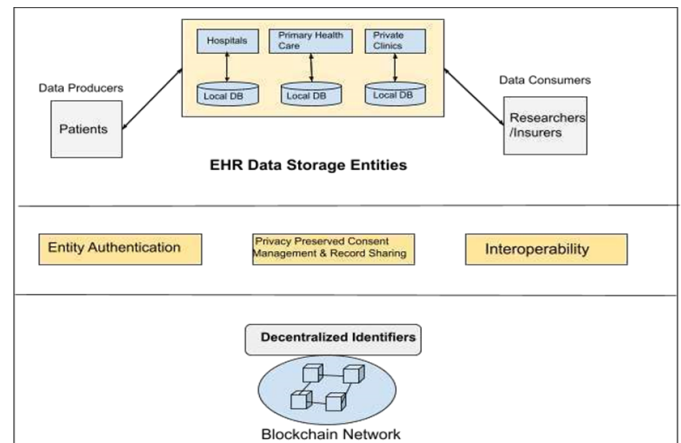 Hospitals
Primary Health
Care
Private
Clinics
Local DB
Local DB
Local DB
Data Producers
Patients
Data Consumers
Researchers
/Insurers
EHR Data Storage Entities
Entity Authentication
Privacy Preserved Consent
Management & Record Sharing
Interoperability
Decentralized Identifiers
Blockchain Network